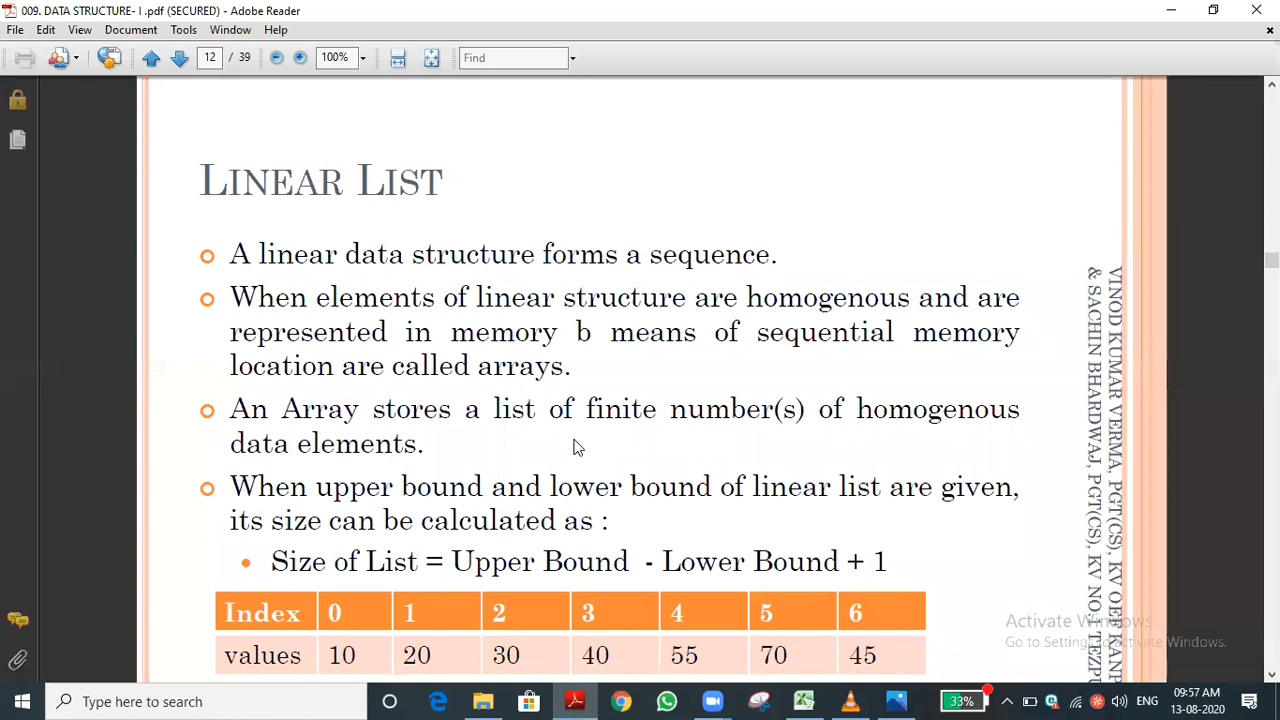 009. DATA STRUCTURE- I .pdf (SECURED) - Adobe Reader
File Edit View Document Tools Window Help
12 / 39 100% Find
LINEAR LIST
A linear data structure forms a sequence.
When elements of linear structure are homogenous and are
represented in memory b means of sequential memory
location are called arrays.
An Array stores a list of finite number(s) of homogenous
data elements.
When upper bound and lower bound of linear list are given,
its size can be calculated as :
Size of List = Upper Bound - Lower Bound + 1
Index 0 1 2 3 4 5 6
values 10 20 30 40 55 70 45
VINOD KUMAR VERMA, PGT(CS), KV OEF KANP
& SACHIN BHARDWAJ, PGT(CS), KV NO.1 TEZPU
Activate Windows
Go to Settings to activate Windows.
Type here to search
33%
ENG
09:57 AM
13-08-2020